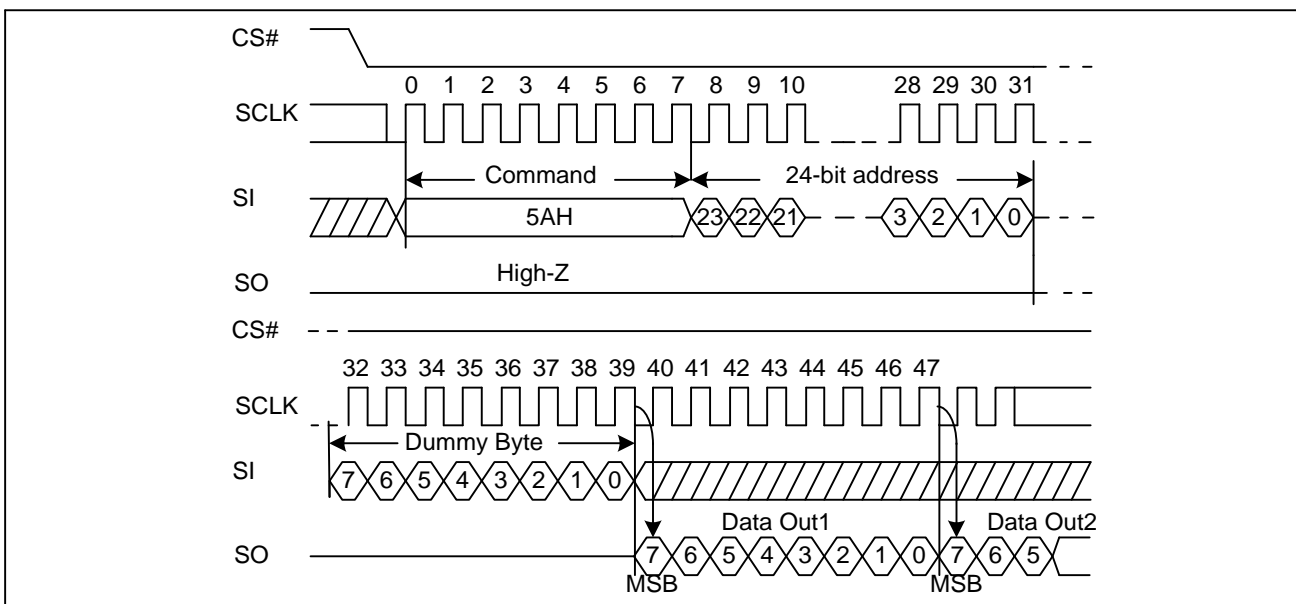 CS#
0 1 2 3 4 5 6 7 8 9 10 28 29 30 31
SCLK
Command 24-bit address
SI
5AH 23 22 21 3 2 1 0
High-Z
SO
CS#
32 33 34 35 36 37 38 39 40 41 42 43 44 45 46 47
SCLK
Dummy Byte
SI
7 6 5 4 3 2 1 0
Data Out1 Data Out2
SO
7 6 5 4 3 2 1 0 7 6 5
MSB MSB